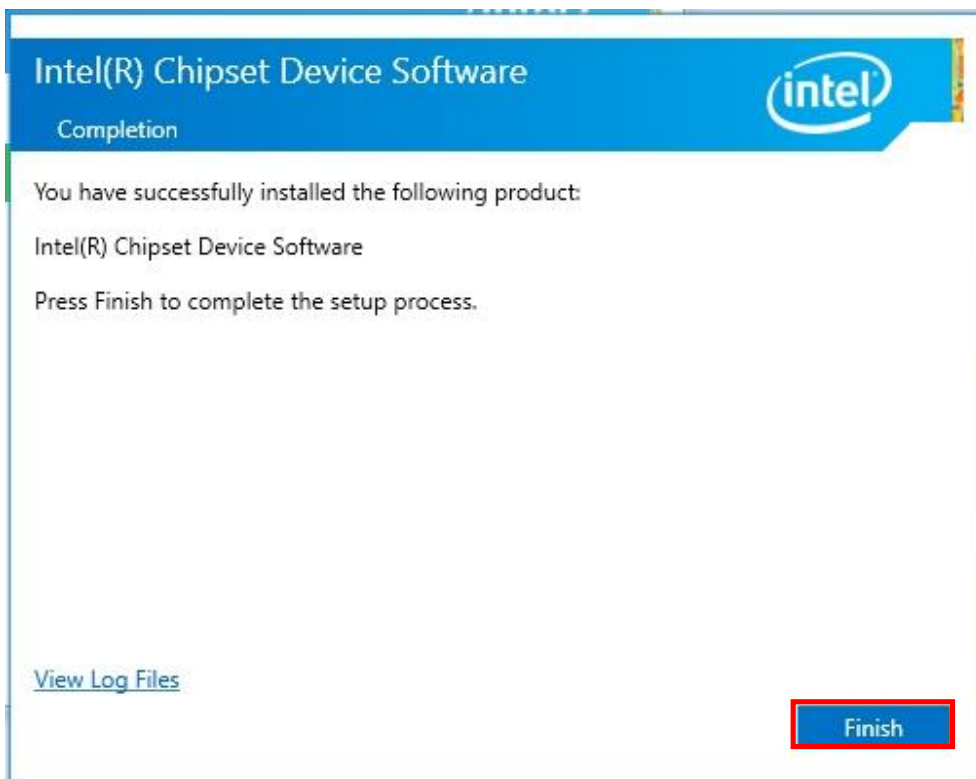 Intel(R) Chipset Device Software
intel
Completion
You have successfully installed the following product:
Intel(R) Chipset Device Software
Press Finish to complete the setup process.
View Log Files
Finish